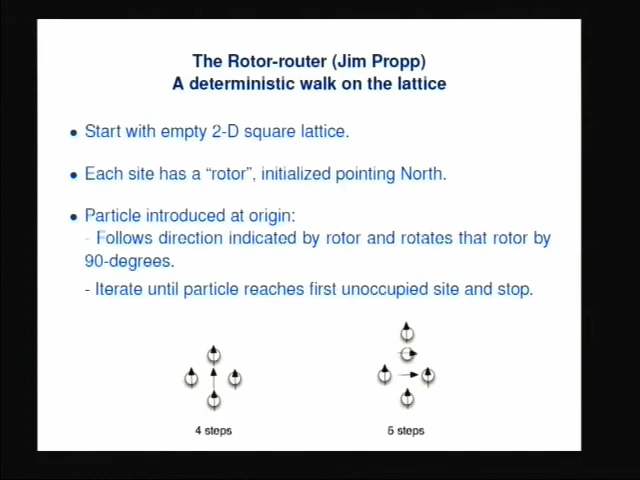 The Rotor-router (Jim Propp)
A deterministic walk on the lattice
• Start with empty 2-D square lattice.
• Each site has a “rotor”, initialized pointing North.
• Particle introduced at origin:
- Follows direction indicated by rotor and rotates that rotor by
90-degrees.
- Iterate until particle reaches first unoccupied site and stop.
4 steps
6 steps